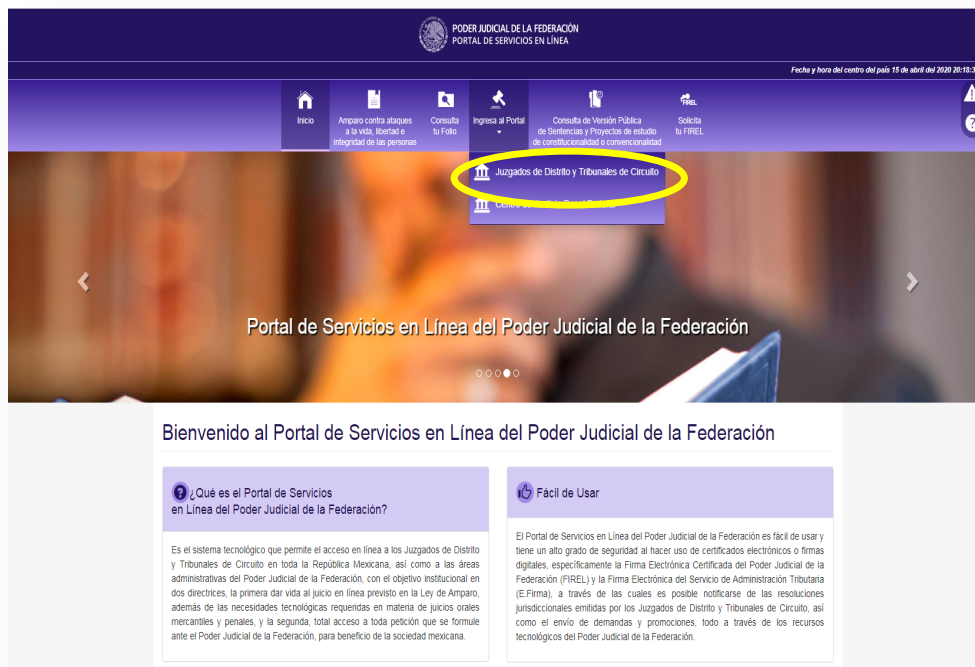 PODER JUDICIAL DE LA FEDERACIÓN
PORTAL DE SERVICIOS EN LÍNEA
Fecha y hora del centro del país 15 de abril del 2020 20:18:3
Inicio
Amparo contra ataques
a la vida, libertad e
integridad de las personas
Consulta
tu Folio
Ingresa al Portal
Consulta de Versión Pública
de Sentencias y Proyectos de estudio
de constitucionalidad o convencionalidad
FIREL
Solicita
tu FIREL
Juzgados de Distrito y Tribunales de Circuito
Portal de Servicios en Línea del Poder Judicial de la Federación
Bienvenido al Portal de Servicios en Línea del Poder Judicial de la Federación
¿Qué es el Portal de Servicios
en Línea del Poder Judicial de la Federación?
Es el sistema tecnológico que permite el acceso en línea a los Juzgados de Distrito
y Tribunales de Circuito en toda la República Mexicana, así como a las áreas
administrativas del Poder Judicial de la Federación, con el objetivo institucional en
dos directrices, la primera dar vida al juicio en línea previsto en la Ley de Amparo,
además de las necesidades tecnológicas requeridas en materia de juicios orales
mercantiles y penales, y la segunda, total acceso a toda petición que se formule
ante el Poder Judicial de la Federación, para beneficio de la sociedad mexicana.
Fácil de Usar
El Portal de Servicios en Línea del Poder Judicial de la Federación es fácil de usar y
tiene un alto grado de seguridad al hacer uso de certificados electrónicos o firmas
digitales, específicamente la Firma Electrónica Certificada del Poder Judicial de la
Federación (FIREL) y la Firma Electrónica del Servicio de Administración Tributaria
(E.Firma), a través de las cuales es posible notificarse de las resoluciones
jurisdiccionales emitidas por los Juzgados de Distrito y Tribunales de Circuito, así
como el envío de demandas y promociones, todo a través de los recursos
tecnológicos del Poder Judicial de la Federación.